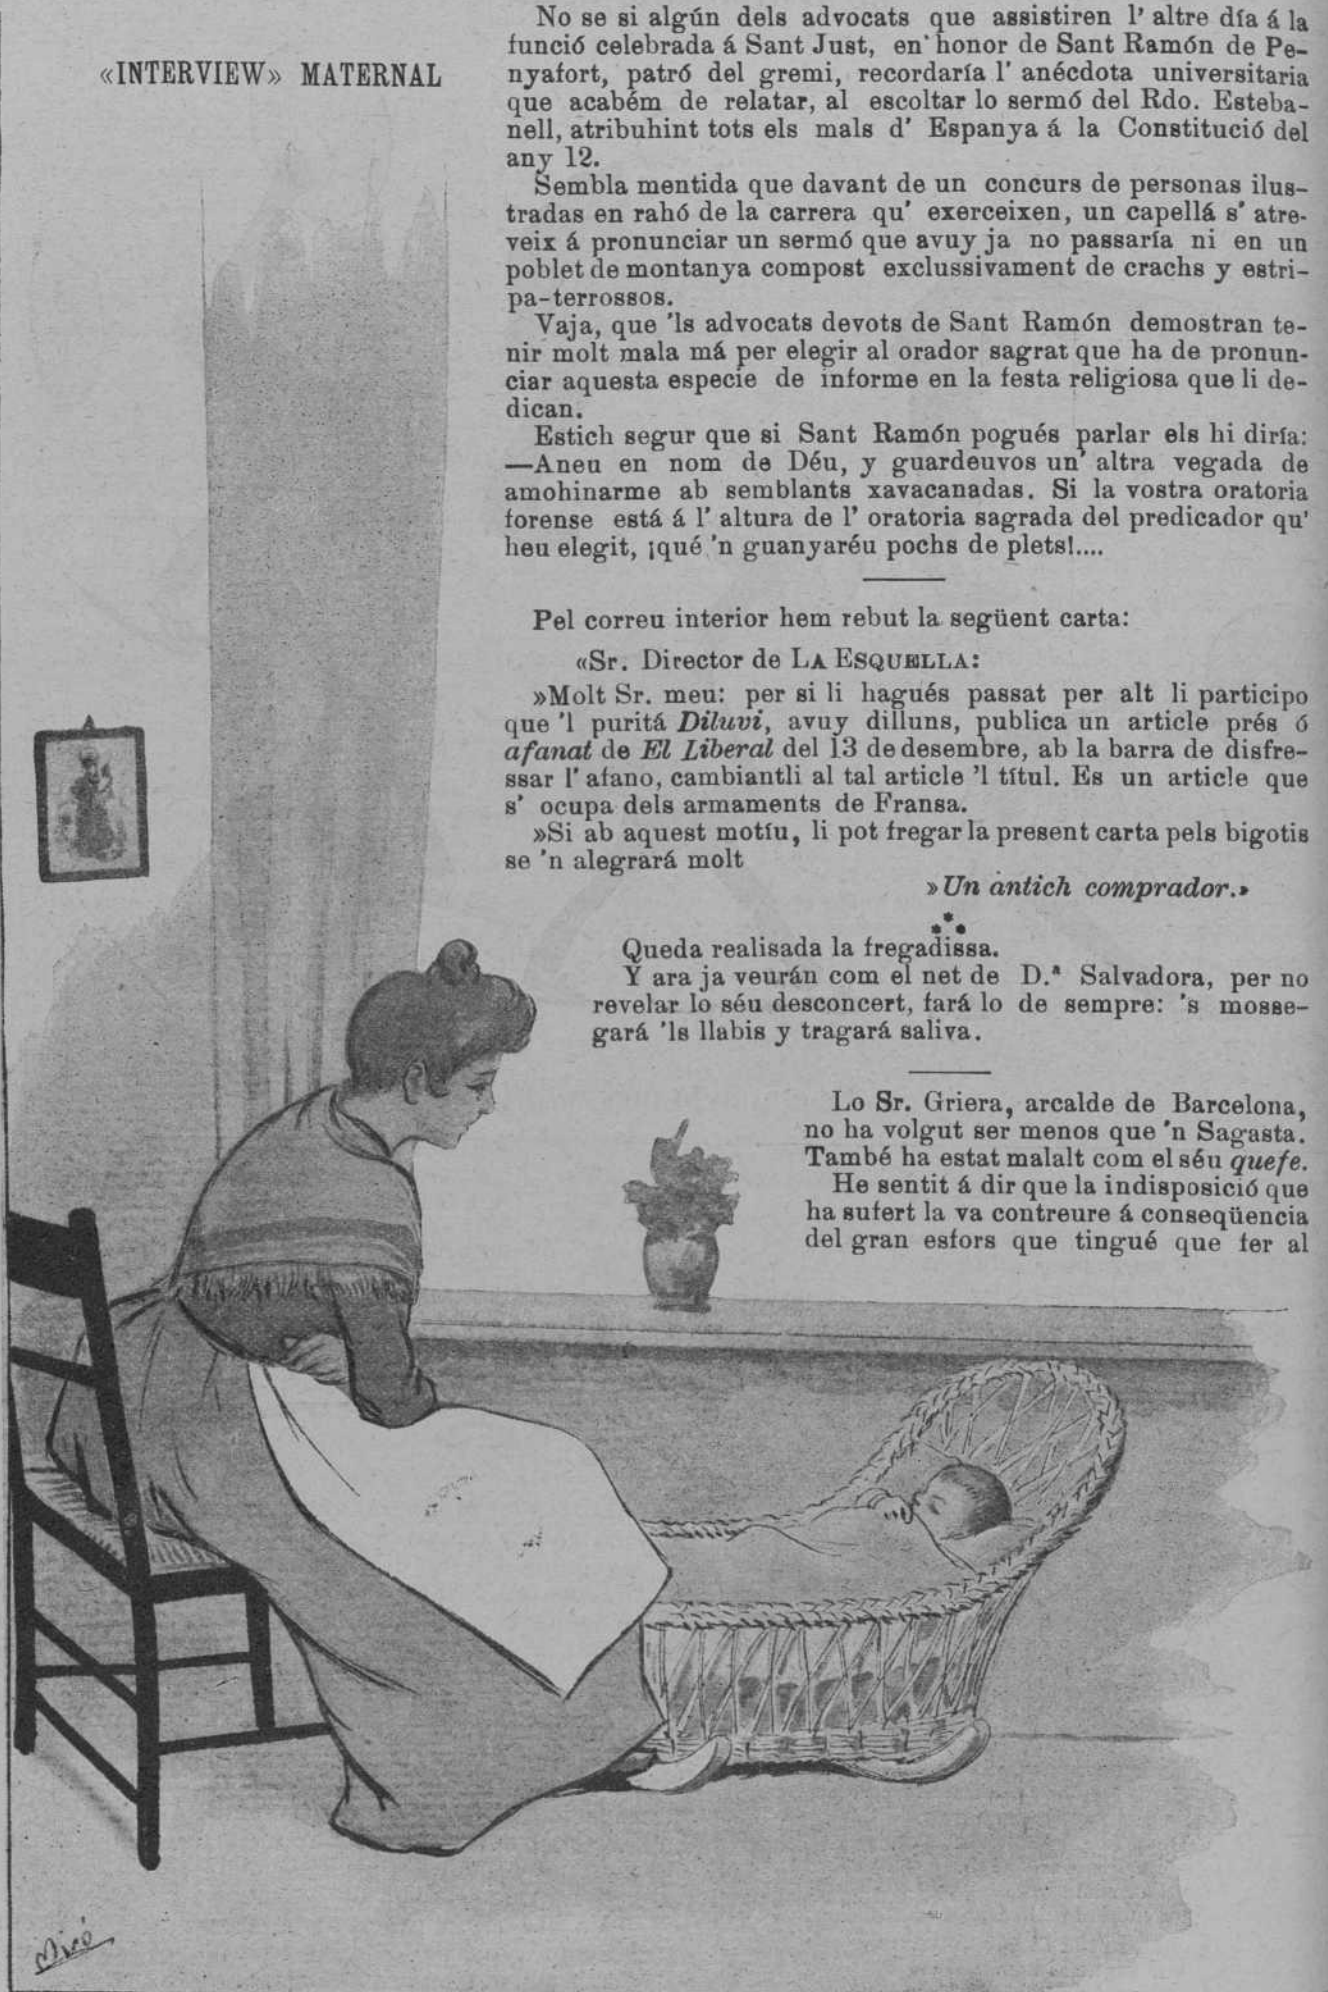 «INTERVIEW» MATERNAL
No se si algún dels advocats que assistiren l' altre día á la
funció celebrada á Sant Just, en honor de Sant Ramón de Pe-
nyafort, patró del gremi, recordaría l' anécdota universitaria
que acabém de relatar, al escoltar lo sermó del Rdo. Esteba-
nell, atribuhint tots els mals d' Espanya á la Constitució del
any 12.
Sembla mentida que davant de un concurs de personas ilus-
tradas en rahó de la carrera qu' exerceixen, un capellá s' atre-
veix á pronunciar un sermó que avuy ja no passaría ni en un
poblet de montanya compost exclussivament de crachs y estri-
pa-terrossos.
Vaja, que 'ls advocats devots de Sant Ramón demostran te-
nir molt mala má per elegir al orador sagrat que ha de pronun-
ciar aquesta especie de informe en la festa religiosa que li de-
dican.
Estich segur que si Sant Ramón pogués parlar els hi diría:
—Aneu en nom de Déu, y guardeuvos un' altra vegada de
amohinarme ab semblants xavacanadas. Si la vostra oratoria
forense está á l' altura de l' oratoria sagrada del predicador qu'
heu elegit, ¡qué 'n guanyaréu pochs de plets!....
Pel correu interior hem rebut la següent carta:
«Sr. Director de LA ESQUELLA:
»Molt Sr. meu: per si li hagués passat per alt li participo
que 'l puritá Diluvi, avuy dilluns, publica un article prés ó
afanat de El Liberal del 13 de desembre, ab la barra de disfre-
ssar l' afano, cambiantli al tal article 'l títul. Es un article que
s' ocupa dels armaments de Fransa.
»Si ab aquest motíu, li pot fregar la present carta pels bigotis
se 'n alegrará molt
»Un antich comprador.»
Queda realisada la fregadissa.
Y ara ja veurán com el net de D.ª Salvadora, per no
revelar lo séu desconcert, fará lo de sempre: 's mosse-
gará 'ls llabis y tragará saliva.
Lo Sr. Griera, arcalde de Barcelona,
no ha volgut ser menos que 'n Sagasta.
També ha estat malalt com el séu quefe.
He sentit á dir que la indisposició que
ha sufert la va contreure á conseqüencia
del gran esfors que tingué que fer al
Miró